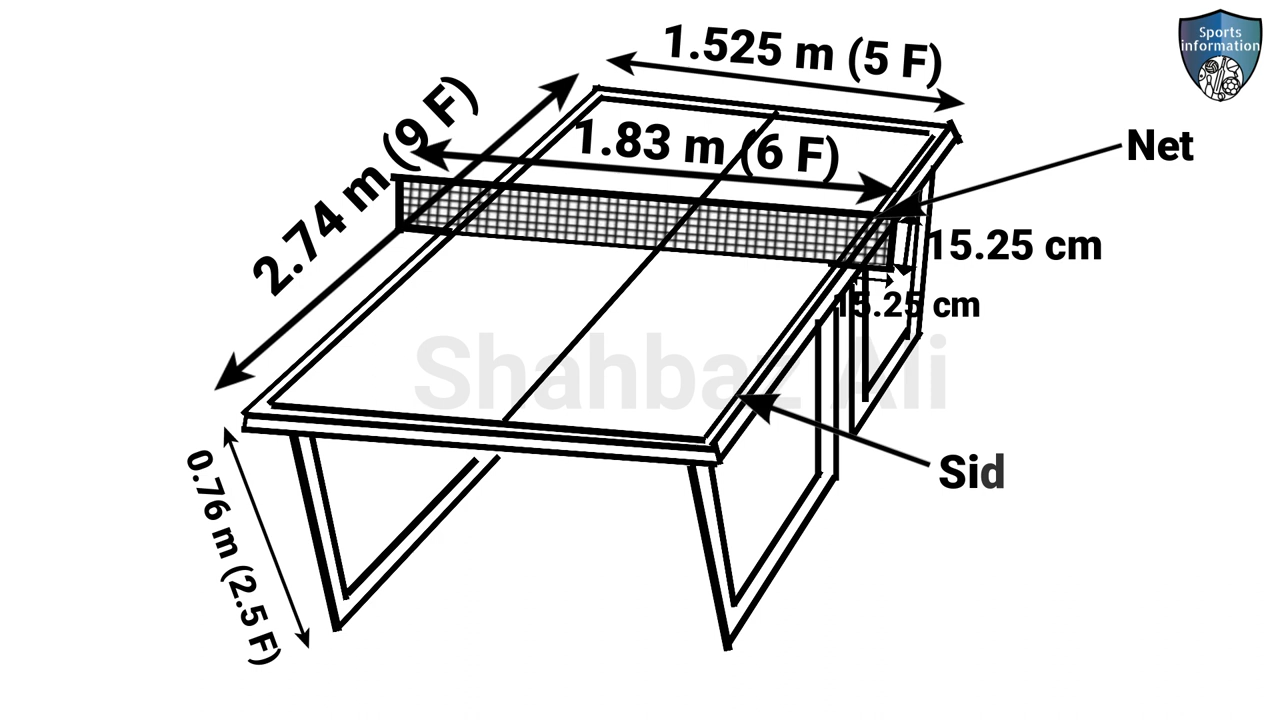 Sports
information
1.525 m (5 F)
2.74 m (9 F)
1.83 m (6 F)
Net
15.25 cm
15.25 cm
Shahbaz Ali
Sid
0.76 m (2.5 F)